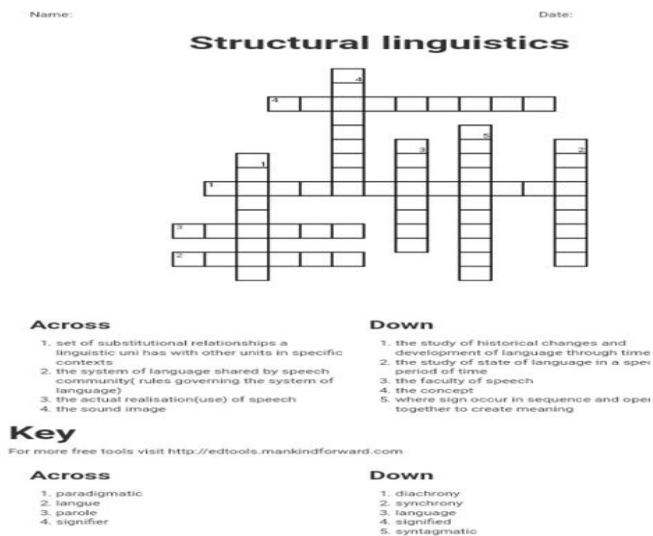 Name:
Date:
Structural linguistics
4
4
5
3
2
1
1
3
2
Across
1. set of substitutional relationships a
linguistic uni has with other units in specific
contexts
2. the system of language shared by speech
community( rules governing the system of
language)
3. the actual realisation(use) of speech
4. the sound image
Down
1. the study of historical changes and
development of language through time
2. the study of state of language in a spe
period of time
3. the faculty of speech
4. the concept
5. where sign occur in sequence and ope
together to create meaning
Key
For more free tools visit http://edtools.mankindforward.com
Across
1. paradigmatic
2. langue
3. parole
4. signifier
Down
1. diachrony
2. synchrony
3. language
4. signified
5. syntagmatic